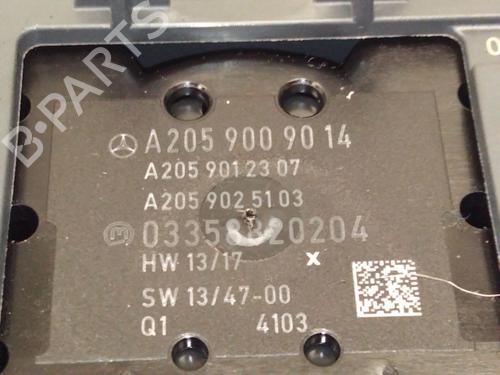 B-PARTS
0
A205 900 90 14
A205 901 23 07
A205 902 51 03
HW 13/17 x
SW 13/47-00
Q1 4103